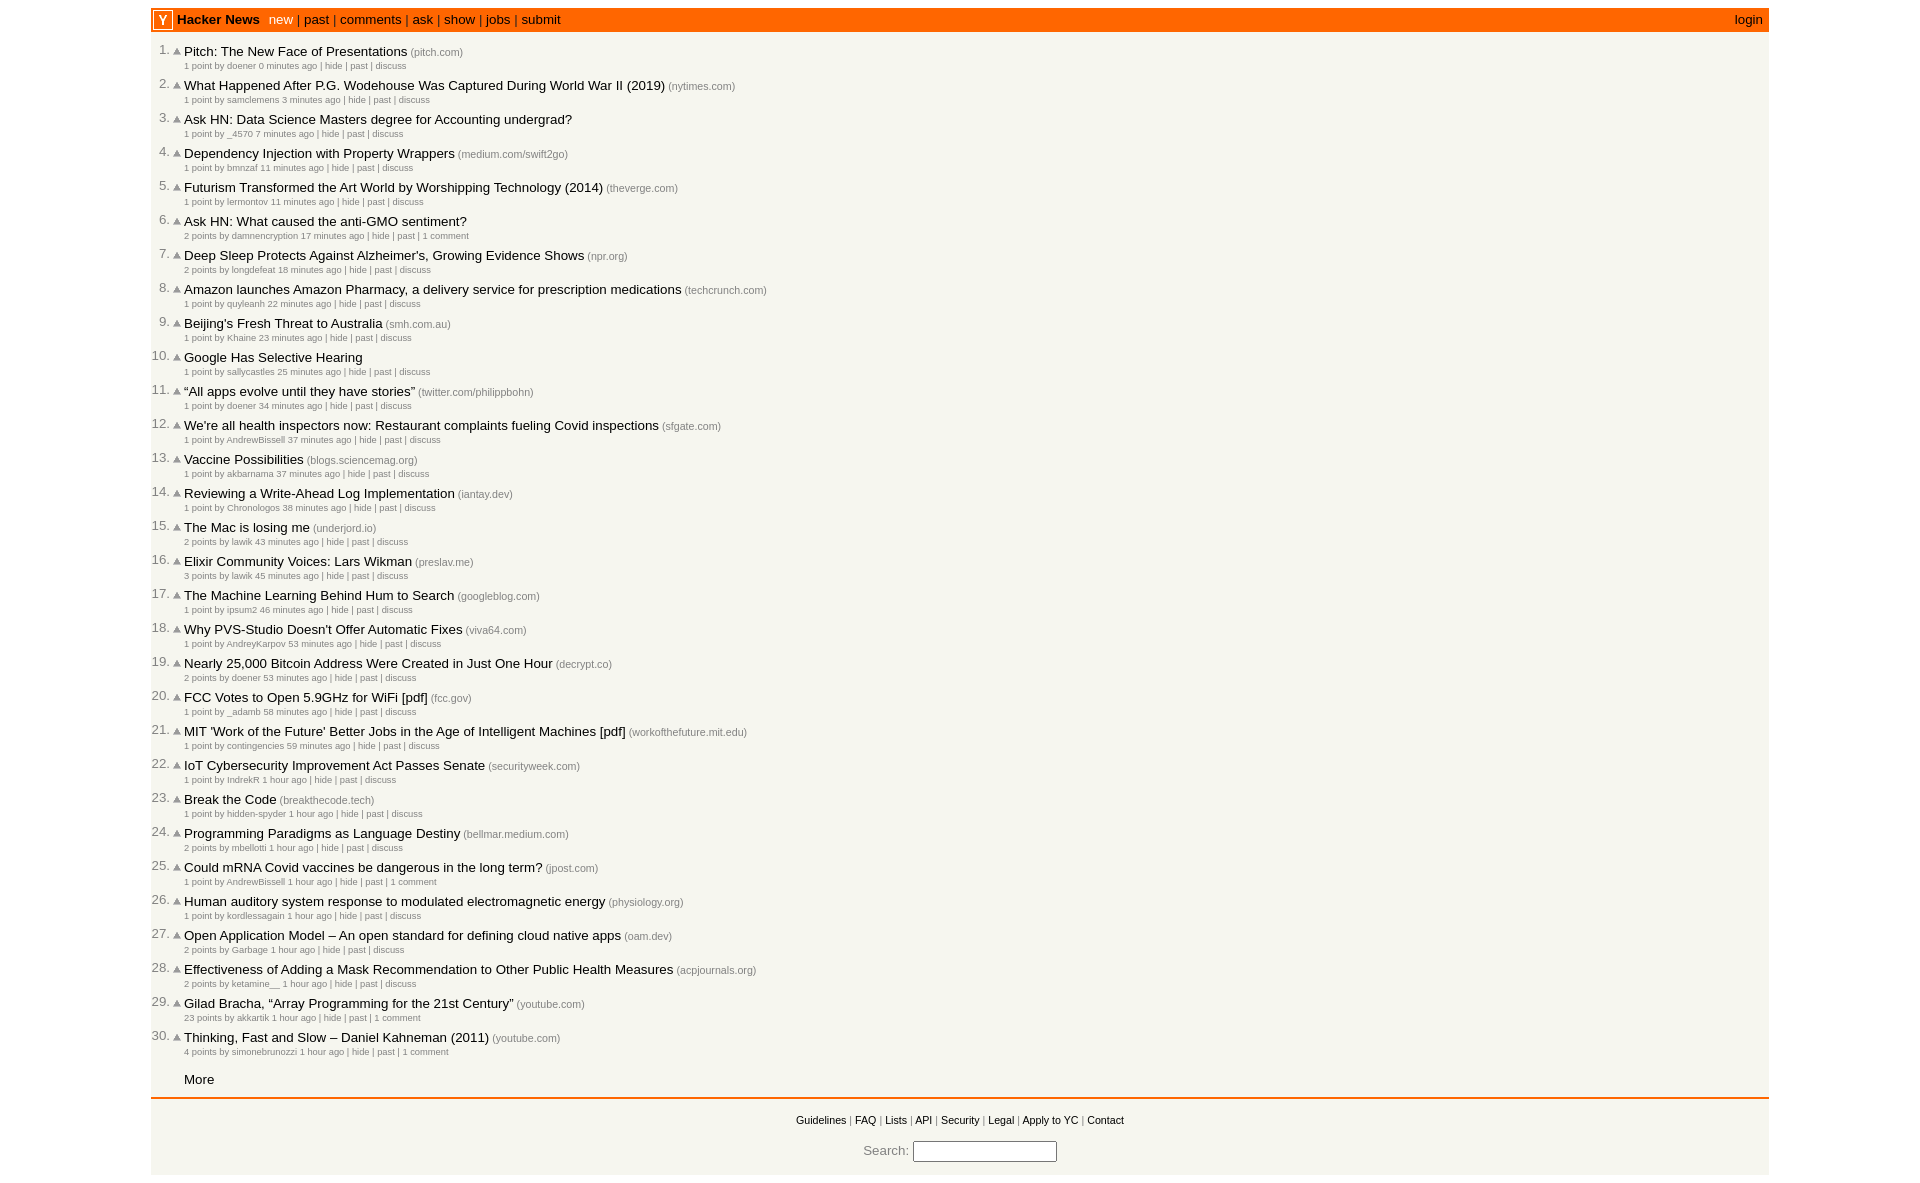 Y Hacker News new | past | comments | ask | show | jobs | submit login
1. Pitch: The New Face of Presentations (pitch.com)
1 point by doener 0 minutes ago | hide | past | discuss
2. What Happened After P.G. Wodehouse Was Captured During World War II (2019) (nytimes.com)
1 point by samclemens 3 minutes ago | hide | past | discuss
3. Ask HN: Data Science Masters degree for Accounting undergrad?
1 point by _4570 7 minutes ago | hide | past | discuss
4. Dependency Injection with Property Wrappers (medium.com/swift2go)
1 point by bmnzaf 11 minutes ago | hide | past | discuss
5. Futurism Transformed the Art World by Worshipping Technology (2014) (theverge.com)
1 point by lermontov 11 minutes ago | hide | past | discuss
6. Ask HN: What caused the anti-GMO sentiment?
2 points by damnencryption 17 minutes ago | hide | past | 1 comment
7. Deep Sleep Protects Against Alzheimer's, Growing Evidence Shows (npr.org)
2 points by longdefeat 18 minutes ago | hide | past | discuss
8. Amazon launches Amazon Pharmacy, a delivery service for prescription medications (techcrunch.com)
1 point by quyleanh 22 minutes ago | hide | past | discuss
9. Beijing's Fresh Threat to Australia (smh.com.au)
1 point by Khaine 23 minutes ago | hide | past | discuss
10. Google Has Selective Hearing
1 point by sallycastles 25 minutes ago | hide | past | discuss
11. “All apps evolve until they have stories” (twitter.com/philippbohn)
1 point by doener 34 minutes ago | hide | past | discuss
12. We're all health inspectors now: Restaurant complaints fueling Covid inspections (sfgate.com)
1 point by AndrewBissell 37 minutes ago | hide | past | discuss
13. Vaccine Possibilities (blogs.sciencemag.org)
1 point by akbarnama 37 minutes ago | hide | past | discuss
14. Reviewing a Write-Ahead Log Implementation (iantay.dev)
1 point by Chronologos 38 minutes ago | hide | past | discuss
15. The Mac is losing me (underjord.io)
2 points by lawik 43 minutes ago | hide | past | discuss
16. Elixir Community Voices: Lars Wikman (preslav.me)
3 points by lawik 45 minutes ago | hide | past | discuss
17. The Machine Learning Behind Hum to Search (googleblog.com)
1 point by ipsum2 46 minutes ago | hide | past | discuss
18. Why PVS-Studio Doesn't Offer Automatic Fixes (viva64.com)
1 point by AndreyKarpov 53 minutes ago | hide | past | discuss
19. Nearly 25,000 Bitcoin Address Were Created in Just One Hour (decrypt.co)
2 points by doener 53 minutes ago | hide | past | discuss
20. FCC Votes to Open 5.9GHz for WiFi [pdf] (fcc.gov)
1 point by _adamb 58 minutes ago | hide | past | discuss
21. MIT 'Work of the Future' Better Jobs in the Age of Intelligent Machines [pdf] (workofthefuture.mit.edu)
1 point by contingencies 59 minutes ago | hide | past | discuss
22. IoT Cybersecurity Improvement Act Passes Senate (securityweek.com)
1 point by IndrekR 1 hour ago | hide | past | discuss
23. Break the Code (breakthecode.tech)
1 point by hidden-spyder 1 hour ago | hide | past | discuss
24. Programming Paradigms as Language Destiny (bellmar.medium.com)
2 points by mbellotti 1 hour ago | hide | past | discuss
25. Could mRNA Covid vaccines be dangerous in the long term? (jpost.com)
1 point by AndrewBissell 1 hour ago | hide | past | 1 comment
26. Human auditory system response to modulated electromagnetic energy (physiology.org)
1 point by kordlessagain 1 hour ago | hide | past | discuss
27. Open Application Model – An open standard for defining cloud native apps (oam.dev)
2 points by Garbage 1 hour ago | hide | past | discuss
28. Effectiveness of Adding a Mask Recommendation to Other Public Health Measures (acpjournals.org)
2 points by ketamine__ 1 hour ago | hide | past | discuss
29. Gilad Bracha, “Array Programming for the 21st Century” (youtube.com)
23 points by akkartik 1 hour ago | hide | past | 1 comment
30. Thinking, Fast and Slow – Daniel Kahneman (2011) (youtube.com)
4 points by simonebrunozzi 1 hour ago | hide | past | 1 comment
More
Guidelines | FAQ | Lists | API | Security | Legal | Apply to YC | Contact
Search: